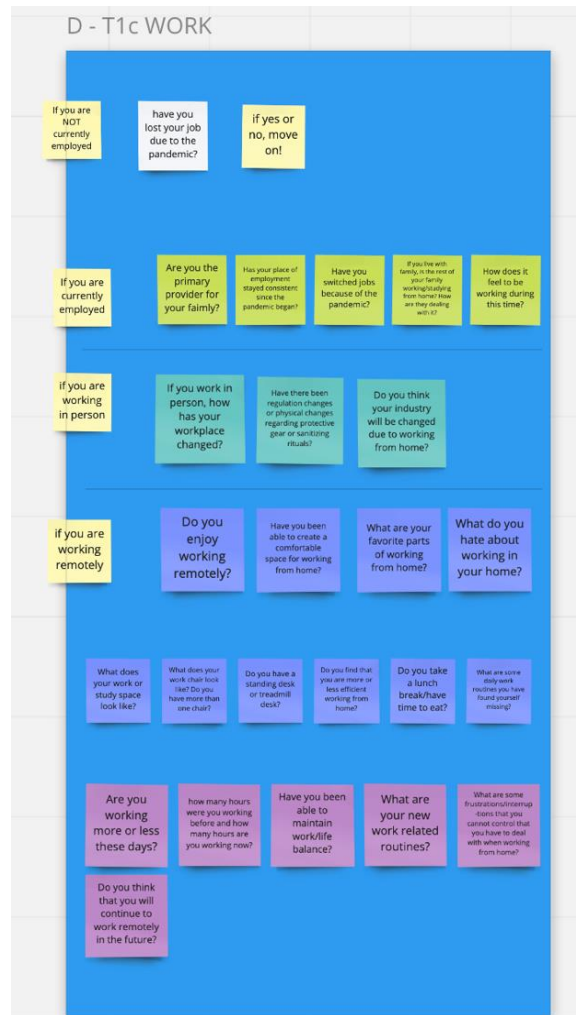 D - T1c WORK
If you are
NOT
currently
employed
have you
lost your job
due to the
pandemic?
if yes or
no, move
on!
If you are
currently
employed
Are you the
primary
provider for
your faimly?
Has your place of
employment
stayed consistent
since the
pandemic began?
Have you
switched jobs
because of the
pandemic?
If you live with
family, is the rest of
your family
working/studying
from home? How
are they dealing
with it?
How does it
feel to be
working during
this time?
if you are
working
in person
If you work in
person, how
has your
workplace
changed?
Have there been
regulation changes
or physical changes
regarding protective
gear or sanitizing
rituals?
Do you think
your industry
will be changed
due to working
from home?
if you are
working
remotely
Do you
enjoy
working
remotely?
Have you been
able to create a
comfortable
space for working
from home?
What are your
favorite parts
of working
from home?
What do you
hate about
working in
your home?
What does
your work or
study space
look like?
What does your
work chair look
like? Do you
have more than
one chair?
Do you have a
standing desk
or treadmill
desk?
Do you find that
you are more or
less efficient
working from
home?
Do you take
a lunch
break/have
time to eat?
What are some
daily work
routines you have
found yourself
missing?
Are you
working
more or less
these days?
how many hours
were you working
before and how
many hours are
you working now?
Have you been
able to
maintain
work/life
balance?
What are
your new
work related
routines?
What are some
frustrations/interrup
-tions that you
cannot control that
you have to deal
with when working
from home?
Do you think
that you will
continue to
work remotely
in the future?